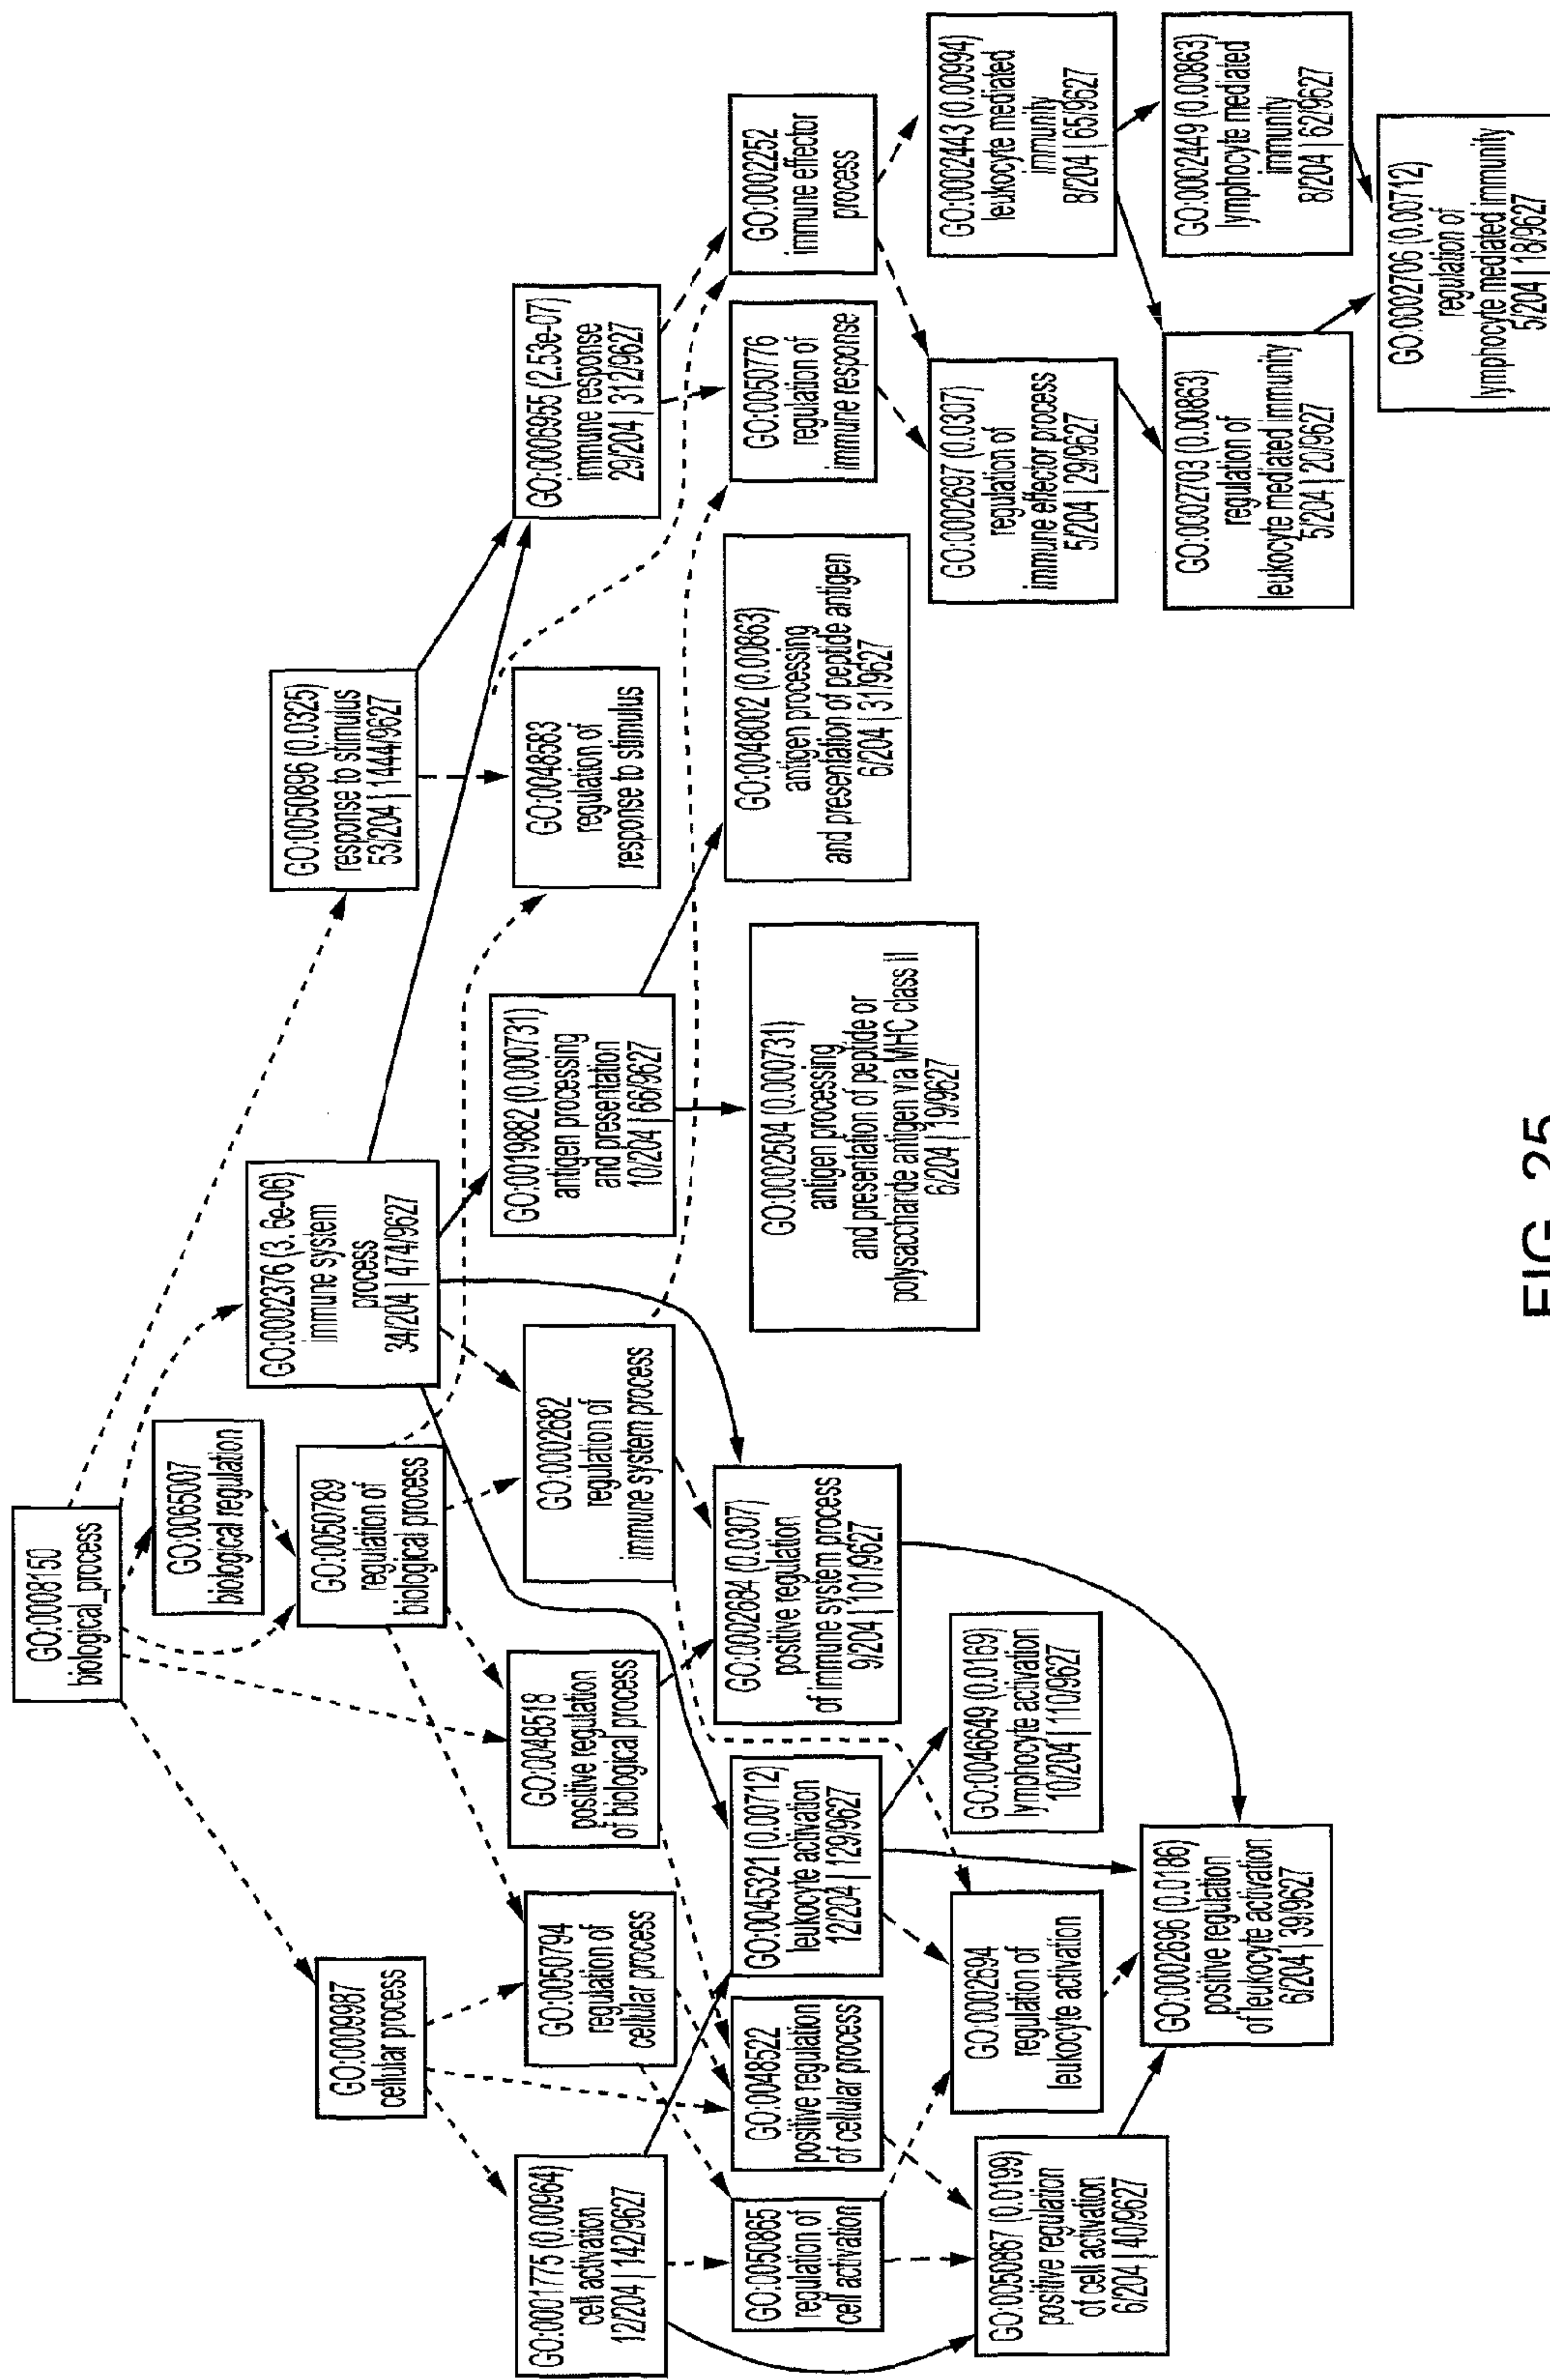 GO:0008150
biological_process
GO:0065007
biological regulation
GO:0002376 (3. 6e-06)
immune system
process
34/204 | 474/9627
GO:0050896 (0.0325)
response to stimulus
53/204 | 1444/9627
GO:0050789
regulation of
biological process
GO:0009987
cellular process
GO:0001775 (0.00964)
cell activation
12/204 | 142/9627
GO:0050794
regulation of
cellular process
GO:0048518
positive regulation
of biological process
GO:0002682
regulation of
immune system process
GO:0019882 (0.000731)
antigen processing
and presentation
10/204 | 66/9627
GO:0048583
regulation of
response to stimulus
GO:0006955 (2.53e-07)
immune response
29/204 | 312/9627
GO:0050865
regulation of
cell activation
GO:0048522
positive regulation
of cellular process
GO:0045321 (0.00712)
leukocyte activation
12/204 | 129/9627
GO:0002684 (0.0307)
positive regulation
of immune system process
9/204 | 101/9627
GO:0002504 (0.000731)
antigen processing
and presentation of peptide or
polysaccharide antigen via MHC class II
6/204 | 19/9627
GO:0048002 (0.00863)
antigen processing
and presentation of peptide antigen
6/204 | 31/9627
GO:0050776
regulation of
immune response
GO:0002252
immune effector
process
GO:0050867 (0.0199)
positive regulation
of cell activation
6/204 | 40/9627
GO:0002694
regulation of
leukocyte activation
GO:0046649 (0.0169)
lymphocyte activation
10/204 | 110/9627
GO:0002697 (0.0307)
regulation of
immune effector process
5/204 | 29/9627
GO:0002443 (0.00994)
leukocyte mediated
immunity
8/204 | 65/9627
GO:0002696 (0.0186)
positive regulation
of leukocyte activation
6/204 | 39/9627
GO:0002703 (0.00863)
regulation of
leukocyte mediated immunity
5/204 | 20/9627
GO:0002449 (0.00863)
lymphocyte mediated
immunity
8/204 | 62/9627
GO:0002706 (0.00712)
regulation of
lymphocyte mediated immunity
5/204 | 18/9627
FIG. 25